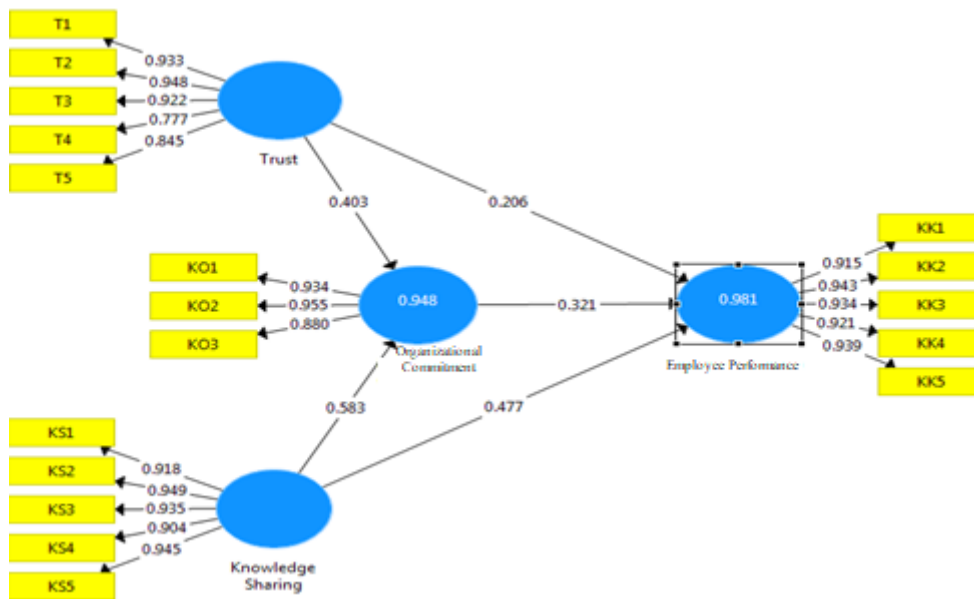 T1
T2
T3
T4
T5
0.933
0.948
0.922
0.777
0.845
Trust
0.403
0.206
KO1
KO2
KO3
0.934
0.955
0.880
0.948
Organizational
Commitment
0.321
0.981
Employee Performance
KK1
KK2
KK3
KK4
KK5
0.915
0.943
0.934
0.921
0.939
0.583
0.477
KS1
KS2
KS3
KS4
KS5
0.918
0.949
0.935
0.904
0.945
Knowledge
Sharing